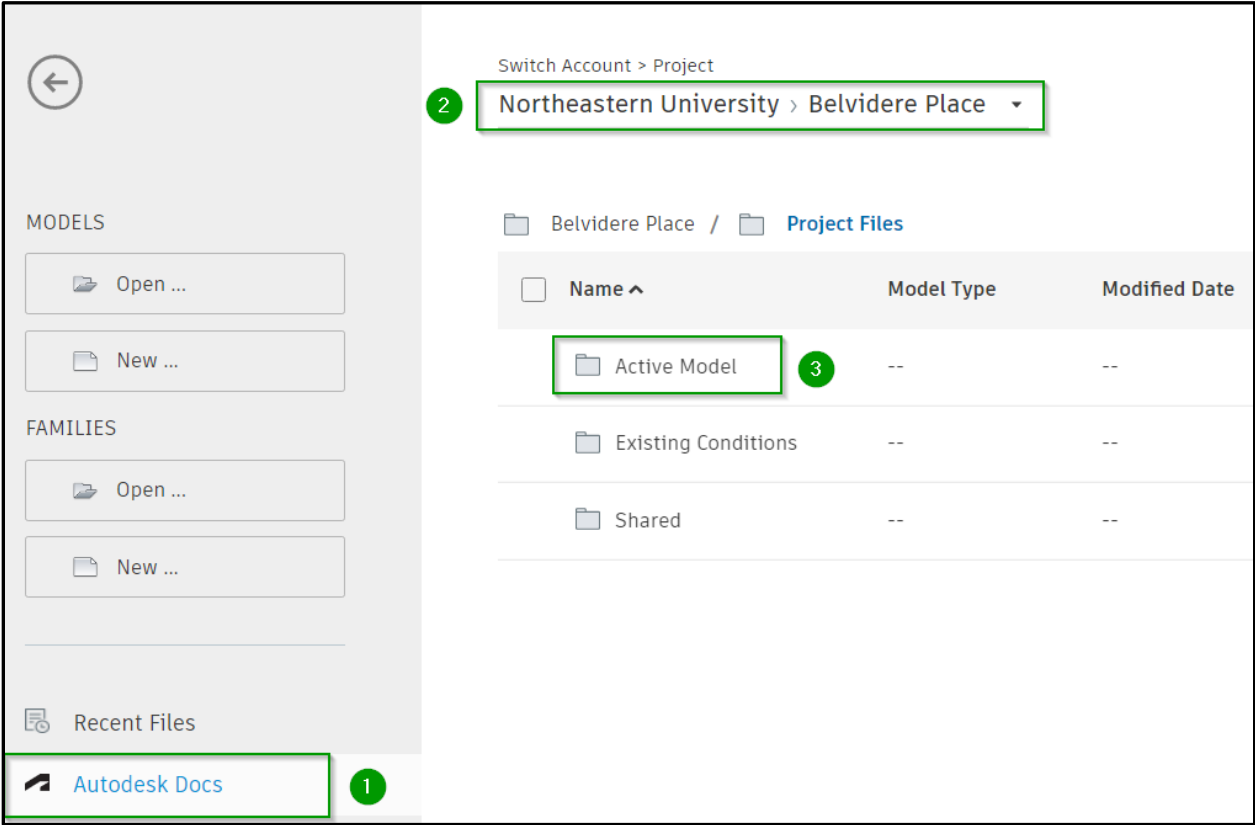 Switch Account > Project
2
Northeastern University › Belvidere Place
MODELS
Open ...
New ...
FAMILIES
Open ...
New ...
Recent Files
Autodesk Docs
1
Belvidere Place / Project Files
Name Model Type Modified Date
Active Model 3 -- --
Existing Conditions -- --
Shared -- --